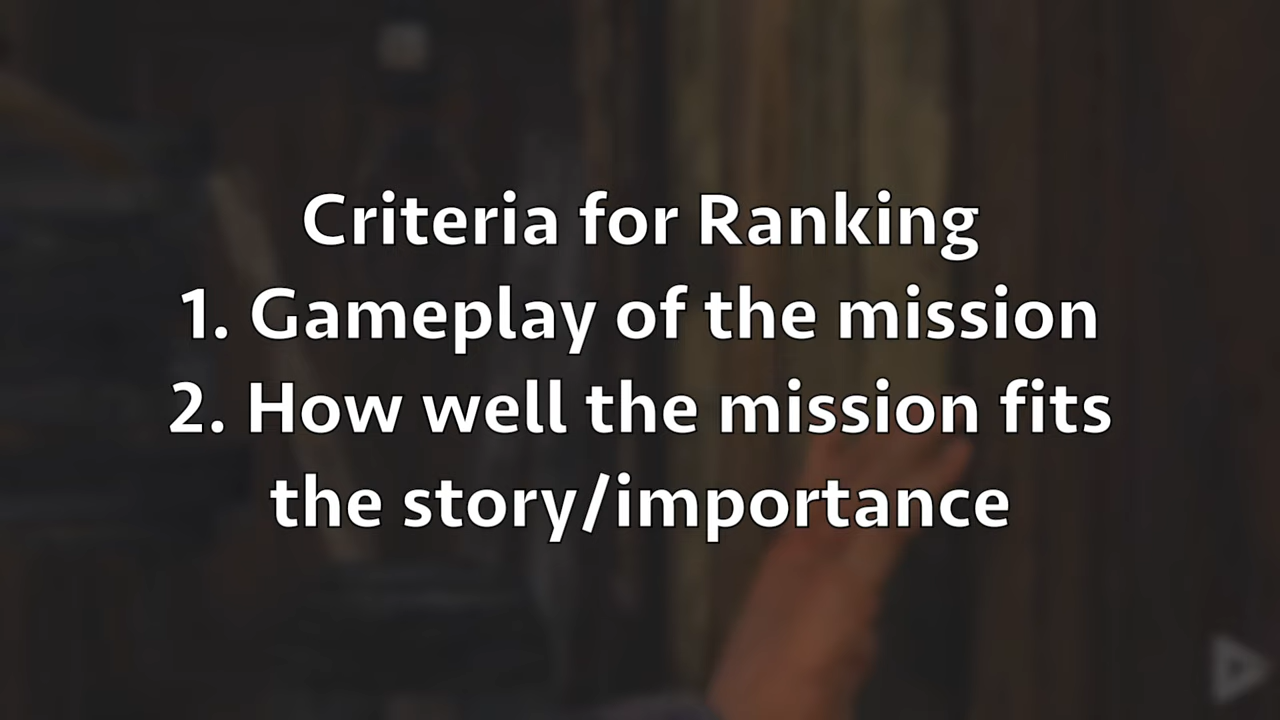 Criteria for Ranking
1. Gameplay of the mission
2. How well the mission fits
the story/importance